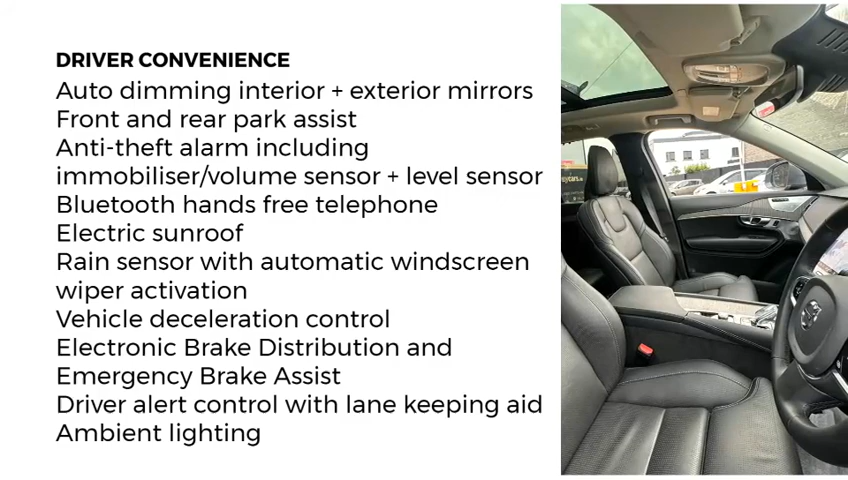 DRIVER CONVENIENCE
Auto dimming interior + exterior mirrors
Front and rear park assist
Anti-theft alarm including
immobiliser/volume sensor + level sensor
Bluetooth hands free telephone
Electric sunroof
Rain sensor with automatic windscreen
wiper activation
Vehicle deceleration control
Electronic Brake Distribution and
Emergency Brake Assist
Driver alert control with lane keeping aid
Ambient lighting